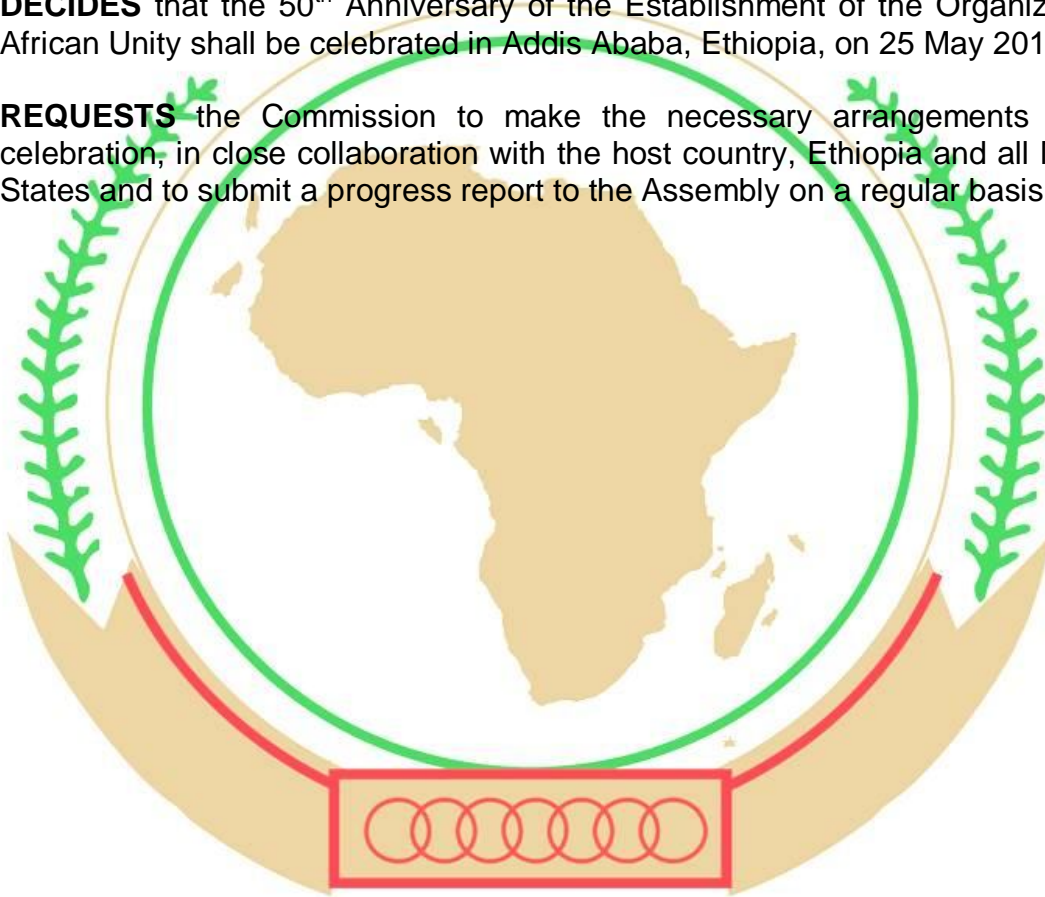 DECIDES that the 50th Anniversary of the Establishment of the Organiz
African Unity shall be celebrated in Addis Ababa, Ethiopia, on 25 May 201
REQUESTS the Commission to make the necessary arrangements
celebration, in close collaboration with the host country, Ethiopia and all
States and to submit a progress report to the Assembly on a regular basis